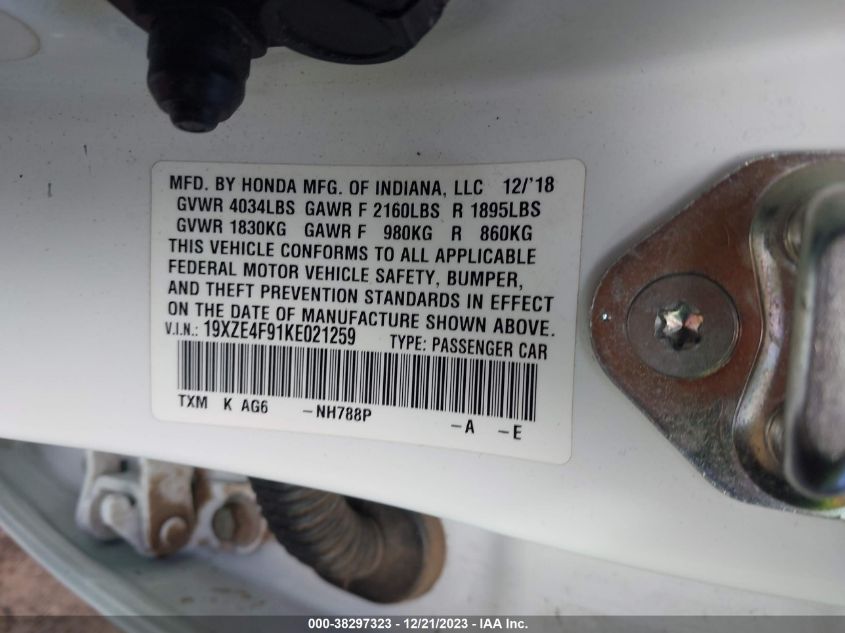 MFD. BY HONDA MFG. OF INDIANA, LLC 12/'18
GVWR 4034LBS GAWR F 2160LBS R 1895LBS
GVWR 1830KG GAWR F 980KG R 860KG
THIS VEHICLE CONFORMS TO ALL APPLICABLE
FEDERAL MOTOR VEHICLE SAFETY, BUMPER,
AND THEFT PREVENTION STANDARDS IN EFFECT
ON THE DATE OF MANUFACTURE SHOWN ABOVE.
V.I.N.: 19XZE4F91KE021259 TYPE: PASSENGER CAR
TXM K AG6 –NH788P –A –E
000-38297323 - 12/21/2023 - IAA Inc.